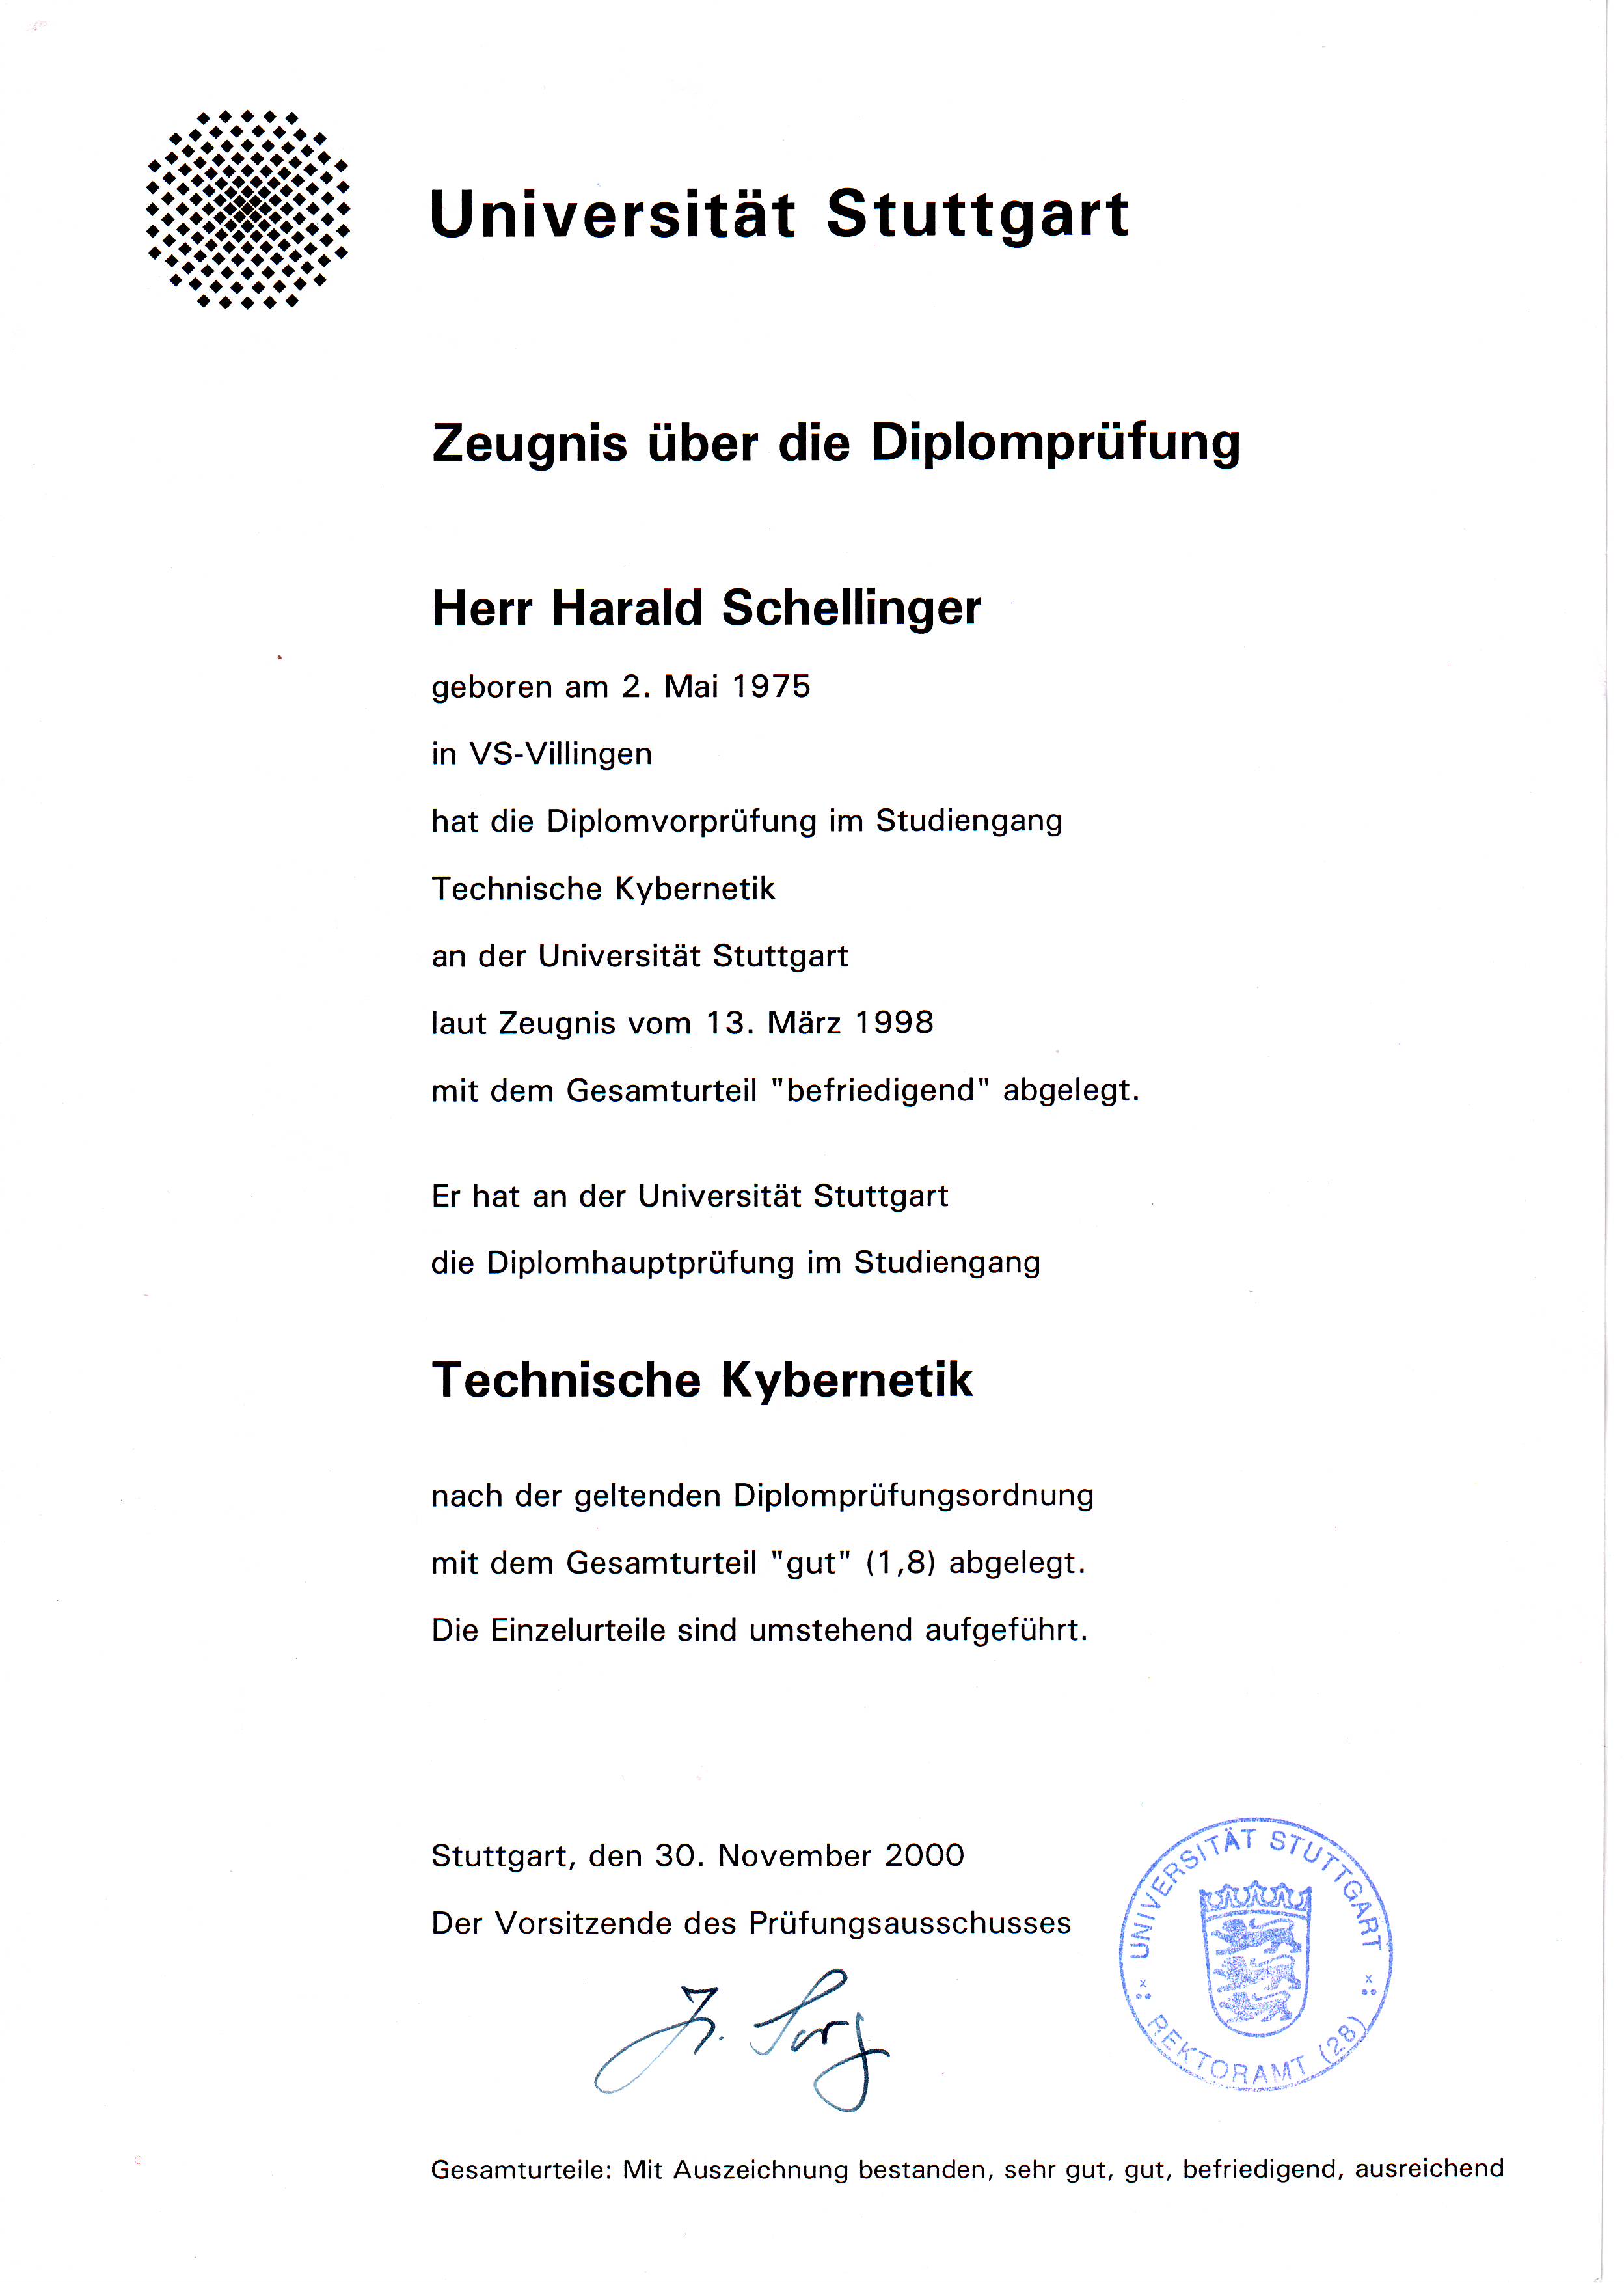 Universität Stuttgart
Zeugnis über die Diplomprüfung
Herr Harald Schellinger
geboren am 2. Mai 1975
in VS-Villingen
hat die Diplomvorprüfung im Studiengang
Technische Kybernetik
an der Universität Stuttgart
laut Zeugnis vom 13. März 1998
mit dem Gesamturteil "befriedigend" abgelegt.
Er hat an der Universität Stuttgart
die Diplomhauptprüfung im Studiengang
Technische Kybernetik
nach der geltenden Diplomprüfungsordnung
mit dem Gesamturteil "gut" (1,8) abgelegt.
Die Einzelurteile sind umstehend aufgeführt.
Stuttgart, den 30. November 2000
Der Vorsitzende des Prüfungsausschusses
UNIVERSITÄT STUTTGART
REKTORAMT (28)
Gesamturteile: Mit Auszeichnung bestanden, sehr gut, gut, befriedigend, ausreichend